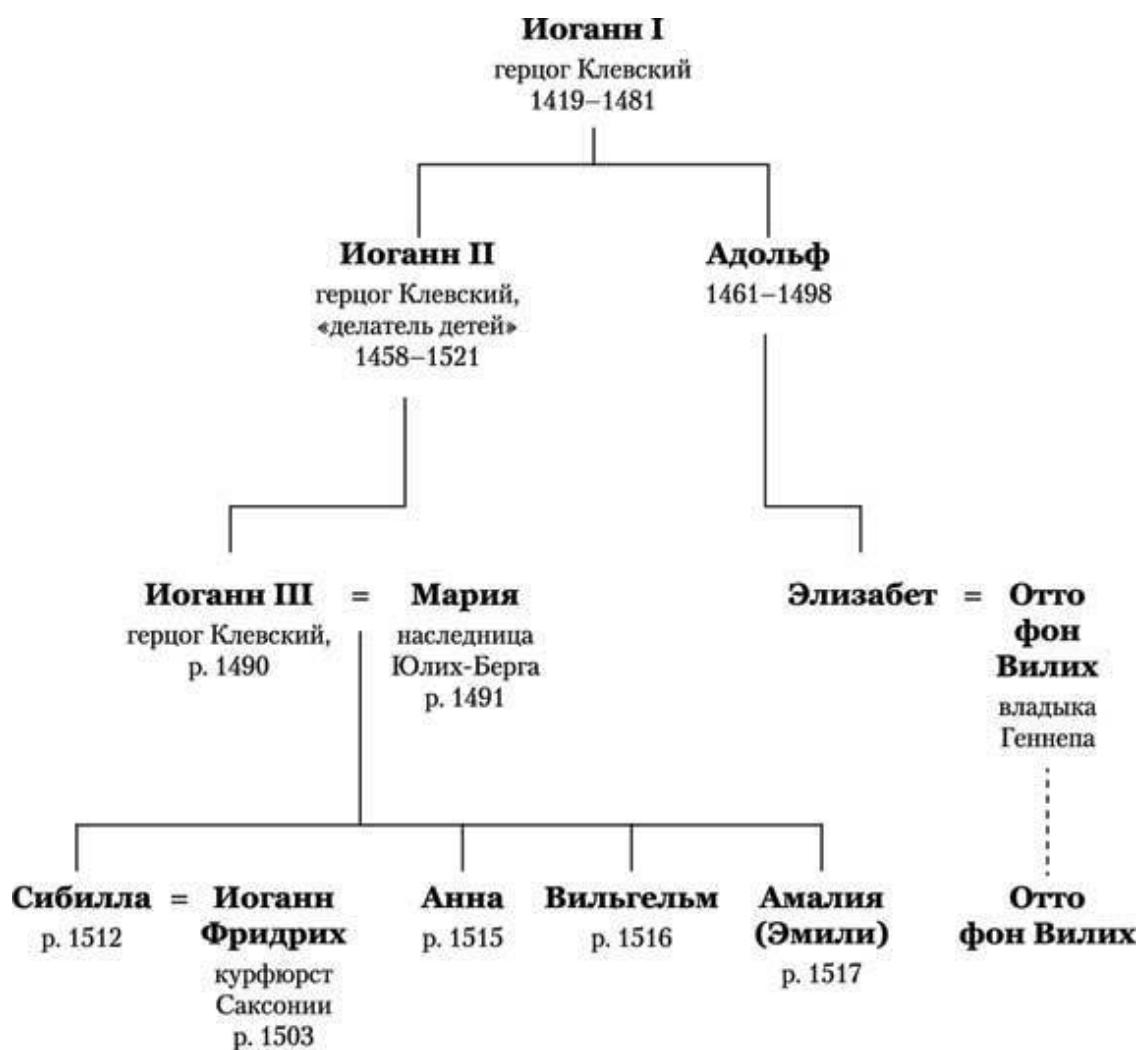 Иоганн I
герцог Клевский
1419–1481
Иоганн II
герцог Клевский,
«делатель детей»
1458–1521
Адольф
1461–1498
Иоганн III = Мария
герцог Клевский,
р. 1490
наследница
Юлих-Берга
р. 1491
Элизабет = Отто
фон
Вилих
владыка
Геннепа
Сибилла = Иоганн
Фридрих
р. 1512
курфюрст
Саксонии
р. 1503
Анна
р. 1515
Вильгельм
р. 1516
Амалия
(Эмили)
р. 1517
Отто
фон Вилих